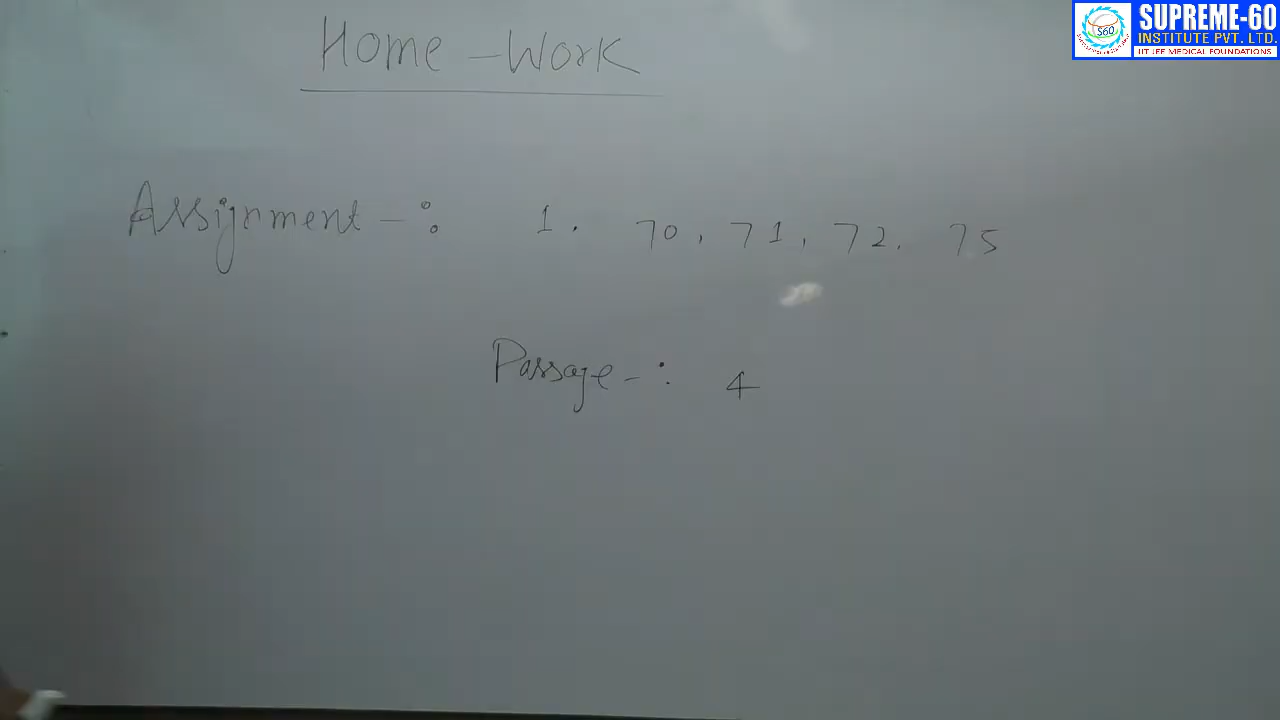 SUPREME-60
INSTITUTE PVT. LTD.
IIT JEE MEDICAL FOUNDATIONS
S60
Home - Work
Assignment -: 1. 70, 71, 72. 75
Passage -: 4